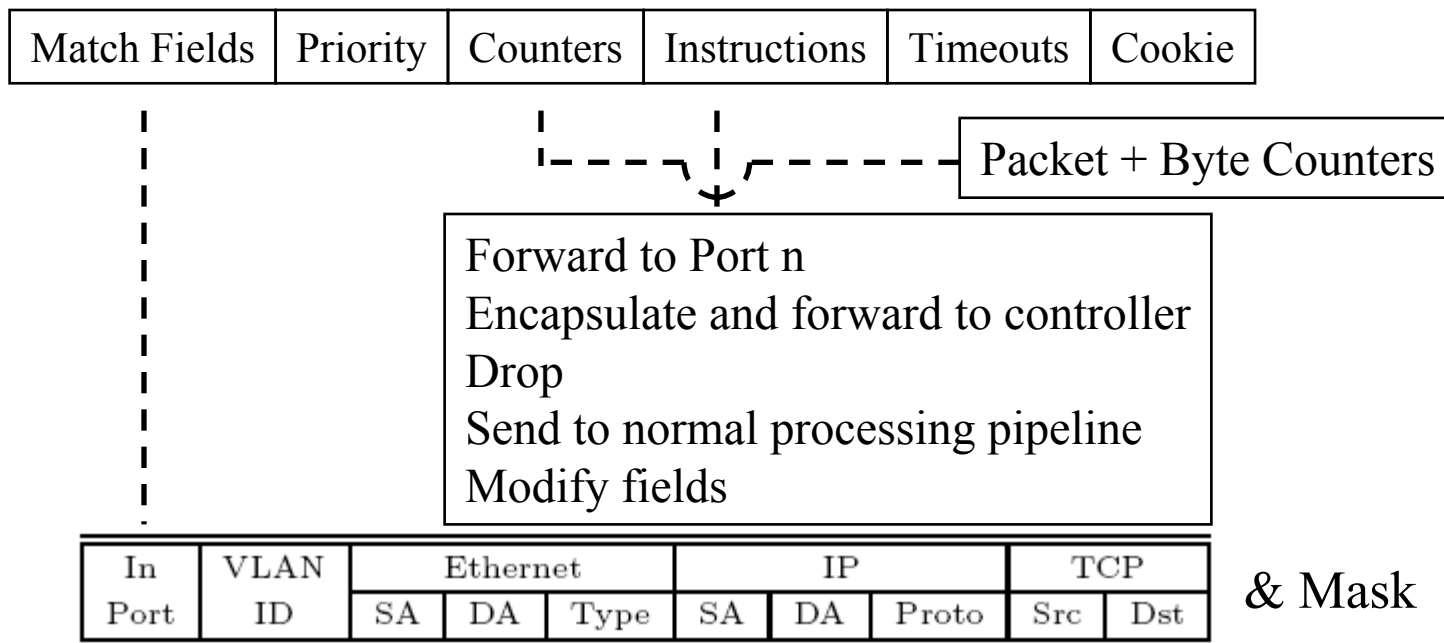 Match Fields Priority Counters Instructions Timeouts Cookie
Packet + Byte Counters
Forward to Port n
Encapsulate and forward to controller
Drop
Send to normal processing pipeline
Modify fields
In VLAN Ethernet IP TCP
Port ID SA DA Type SA DA Proto Src Dst
& Mask